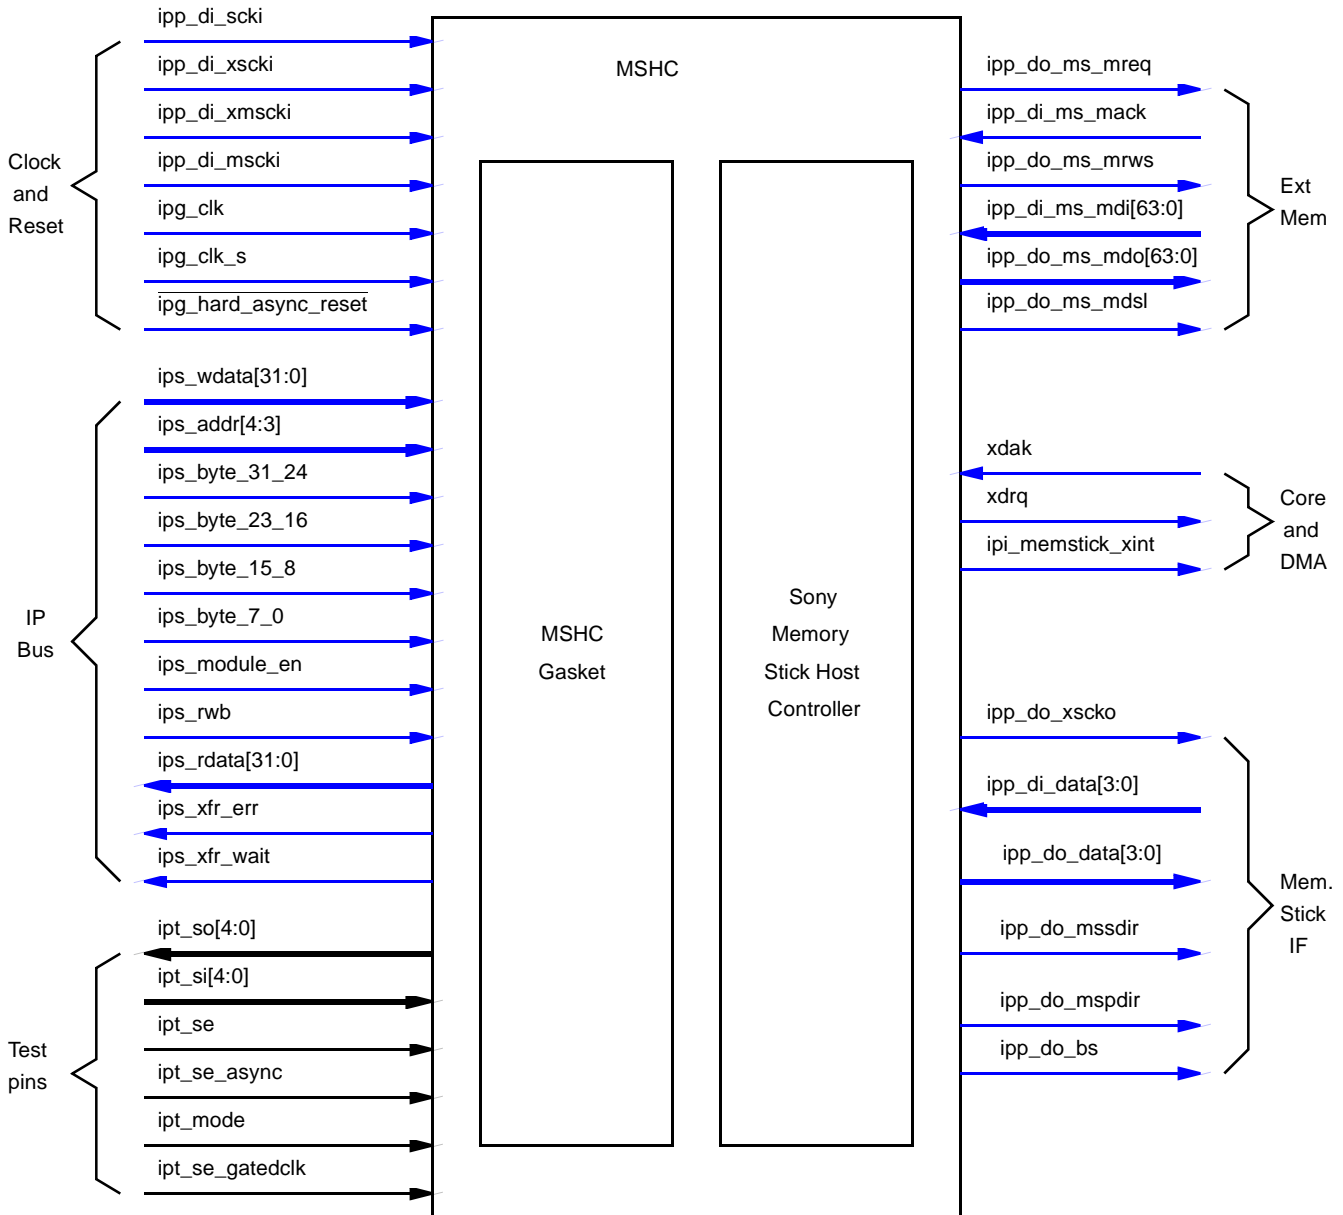 ipp_di_scki
ipp_di_xscki
ipp_di_xmscki
ipp_di_mscki
ipg_clk
ipg_clk_s
ipg_hard_async_reset
Clock
and
Reset
ips_wdata[31:0]
ips_addr[4:3]
ips_byte_31_24
ips_byte_23_16
ips_byte_15_8
ips_byte_7_0
ips_module_en
ips_rwb
ips_rdata[31:0]
ips_xfr_err
ips_xfr_wait
IP
Bus
ipt_so[4:0]
ipt_si[4:0]
ipt_se
ipt_se_async
ipt_mode
ipt_se_gatedclk
Test
pins
MSHC
MSHC
Gasket
Sony
Memory
Stick Host
Controller
ipp_do_ms_mreq
ipp_di_ms_mack
ipp_do_ms_mrws
ipp_di_ms_mdi[63:0]
ipp_do_ms_mdo[63:0]
ipp_do_ms_mdsl
Ext
Mem
xdak
xdrq
ipi_memstick_xint
Core
and
DMA
ipp_do_xscko
ipp_di_data[3:0]
ipp_do_data[3:0]
ipp_do_mssdir
ipp_do_mspdir
ipp_do_bs
Mem.
Stick
IF